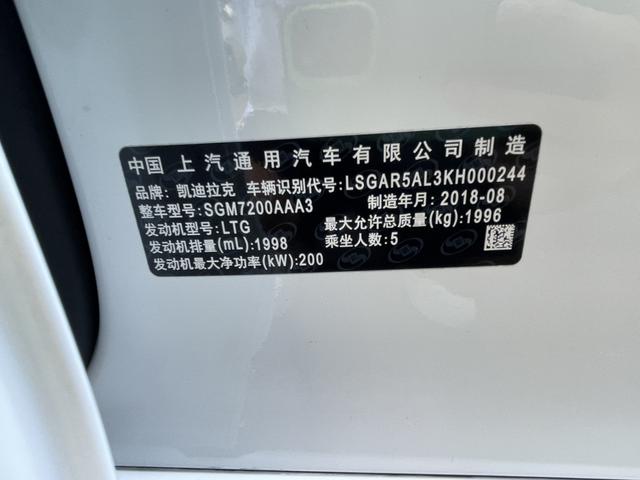 中国 上汽通用汽车有限公司制造
品牌: 凯迪拉克 车辆识别代号: LSGAR5AL3KH000244
整车型号: SGM7200AAA3 制造年月: 2018-08
发动机型号: LTG 最大允许总质量(kg): 1996
发动机排量(mL): 1998 乘坐人数: 5
发动机最大净功率(kW): 200